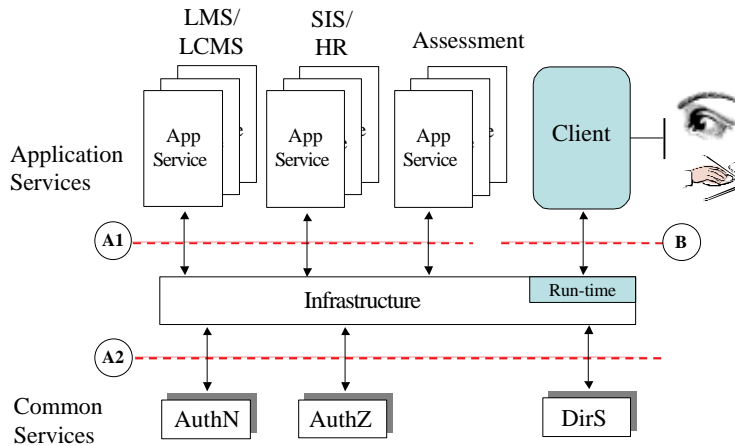 LMS/
LCMS
SIS/
HR
Assessment
App
Service
e
App
Service
e
App
Service
e
Client
Application
Services
A1
B
Run-time
Infrastructure
A2
Common
Services
AuthN
AuthZ
DirS